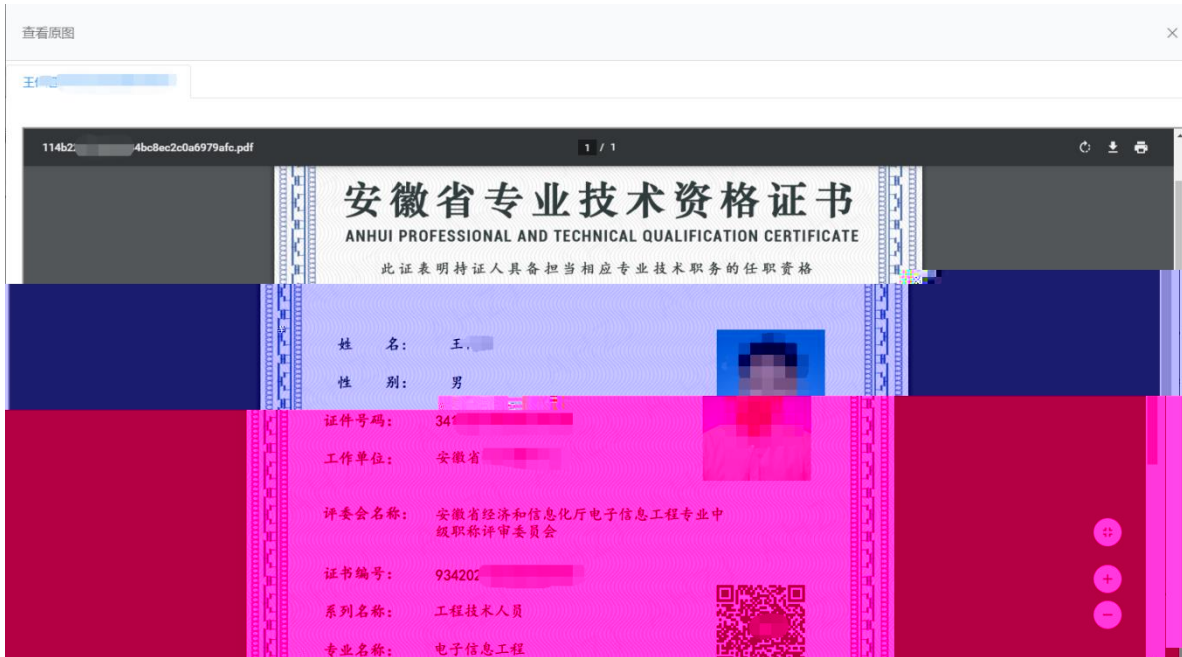 查看原图
王
114b2 4bc8ec2c0a6979afc.pdf
1 / 1
安徽省专业技术资格证书
ANHUI PROFESSIONAL AND TECHNICAL QUALIFICATION CERTIFICATE
此证表明持证人具备担当相应专业技术职务的任职资格
姓 名: 王
性 别: 男
证件号码: 341
工作单位: 安徽省
评委会名称: 安徽省经济和信息化厅电子信息工程专业中
级职称评审委员会
证书编号: 934202
系列名称: 工程技术人员
专业名称: 电子信息工程